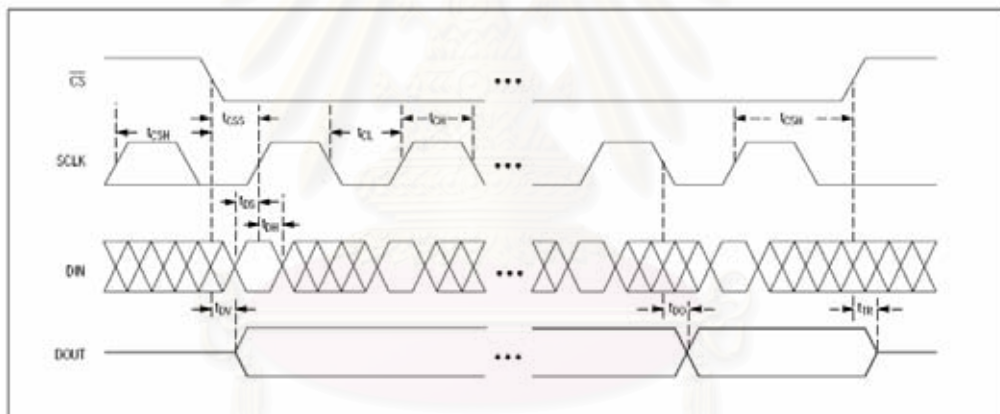 CS
tCSH tCSS tCL tCH tCSH
SCLK
tDS
tDH
DIN
tDV tDO tTR
DOUT